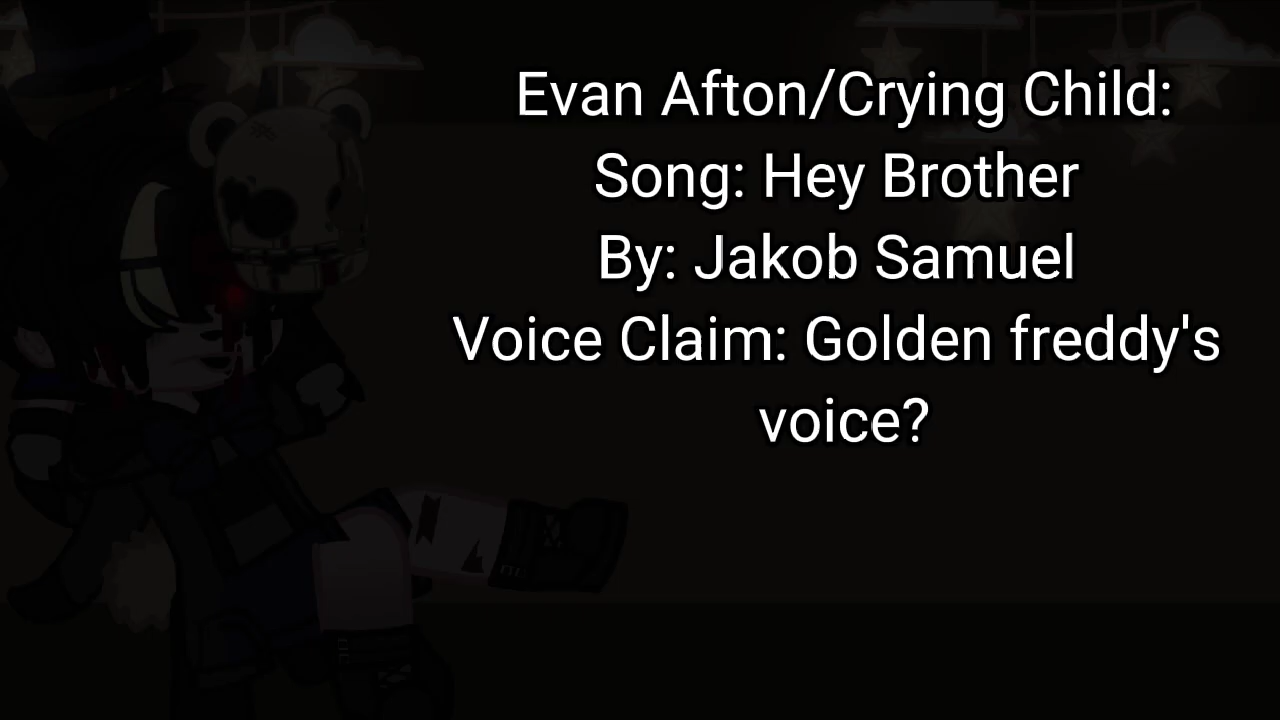 Evan Afton/Crying Child:
Song: Hey Brother
By: Jakob Samuel
Voice Claim: Golden freddy's
voice?